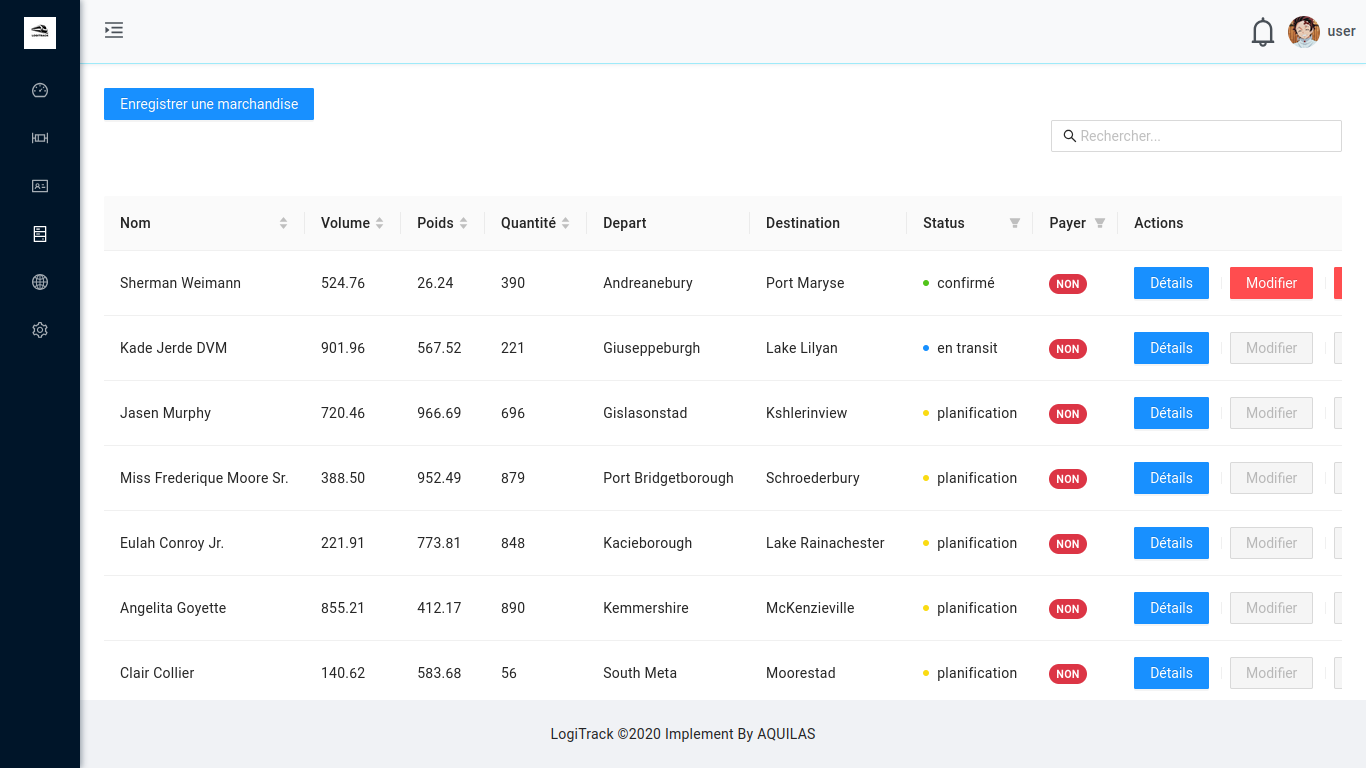 LOGITRACK
user
Enregistrer une marchandise
Rechercher...
Nom Volume Poids Quantité Depart Destination Status Payer Actions
Sherman Weimann 524.76 26.24 390 Andreanebury Port Maryse confirmé NON Détails Modifier
Kade Jerde DVM 901.96 567.52 221 Giuseppeburgh Lake Lilyan en transit NON Détails Modifier
Jasen Murphy 720.46 966.69 696 Gislasonstad Kshlerinview planification NON Détails Modifier
Miss Frederique Moore Sr. 388.50 952.49 879 Port Bridgetborough Schroederbury planification NON Détails Modifier
Eulah Conroy Jr. 221.91 773.81 848 Kacieborough Lake Rainachester planification NON Détails Modifier
Angelita Goyette 855.21 412.17 890 Kemmershire McKenzieville planification NON Détails Modifier
Clair Collier 140.62 583.68 56 South Meta Moorestad planification NON Détails Modifier
LogiTrack ©2020 Implement By AQUILAS